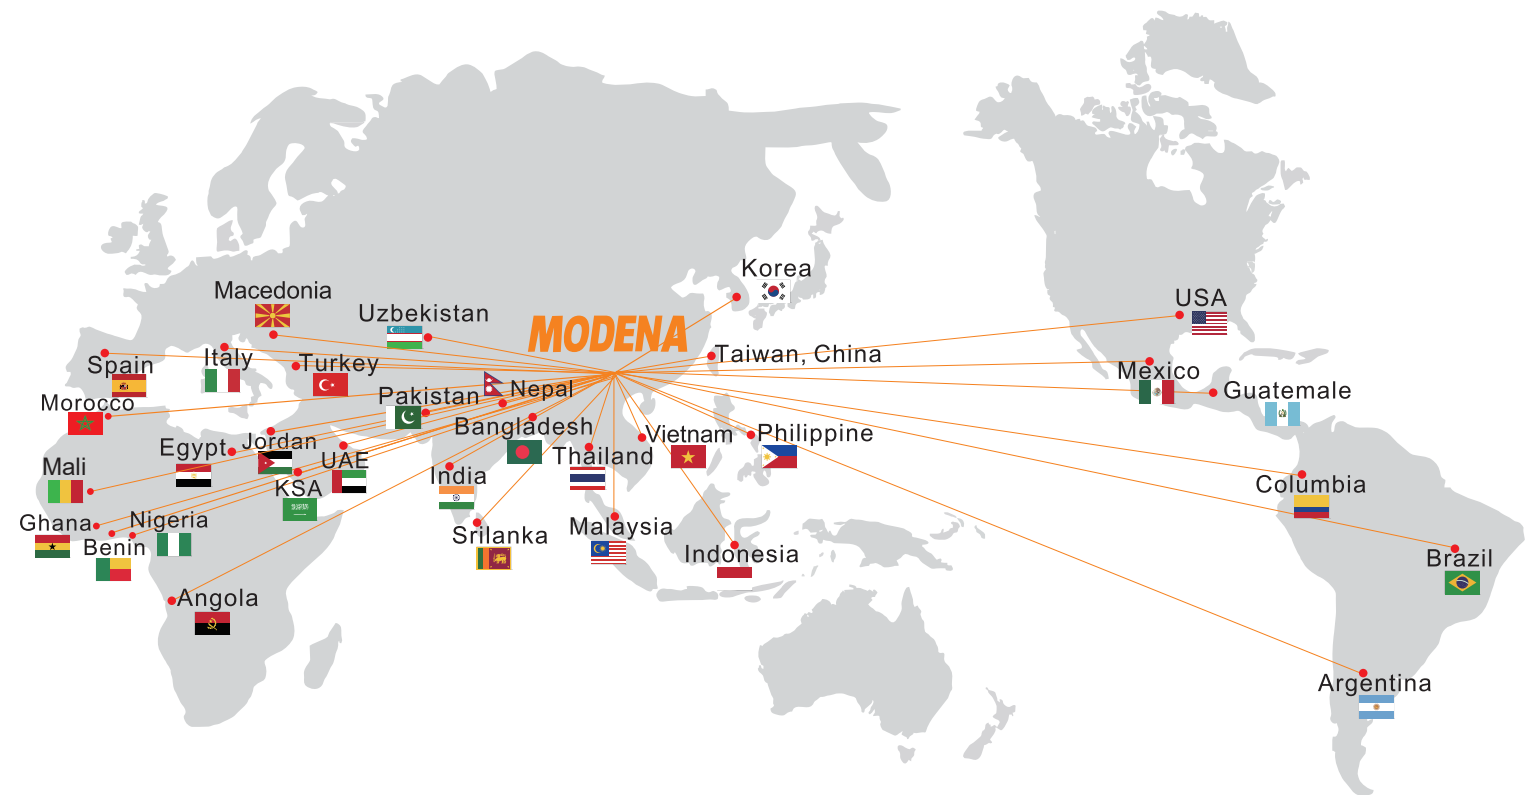 Korea
Macedonia
USA
Uzbekistan
MODENA
Taiwan, China
Italy
Spain
Turkey
Mexico
Nepal
Guatemale
Pakistan
Morocco
Bangladesh
Vietnam
Philippine
Egypt
Jordan
Thailand
UAE
Mali
India
Columbia
KSA
Nigeria
Ghana
Malaysia
Srilanka
Benin
Indonesia
Brazil
Angola
Argentina